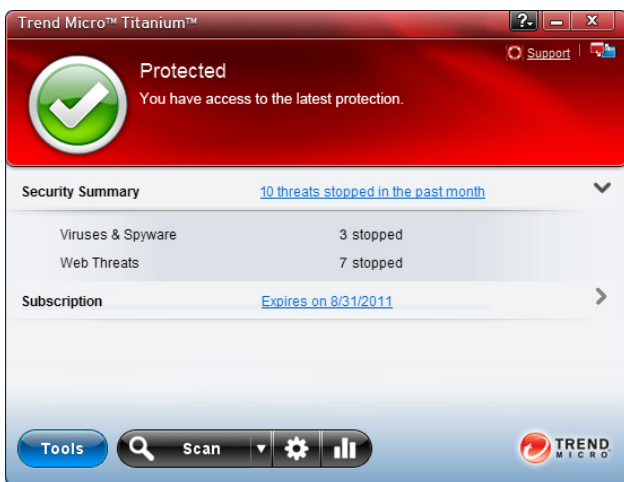 Trend Micro™ Titanium™
?
X
Support
Protected
You have access to the latest protection.
Security Summary 10 threats stopped in the past month
Viruses & Spyware 3 stopped
Web Threats 7 stopped
Subscription Expires on 8/31/2011
Tools Scan
TREND
MICRO